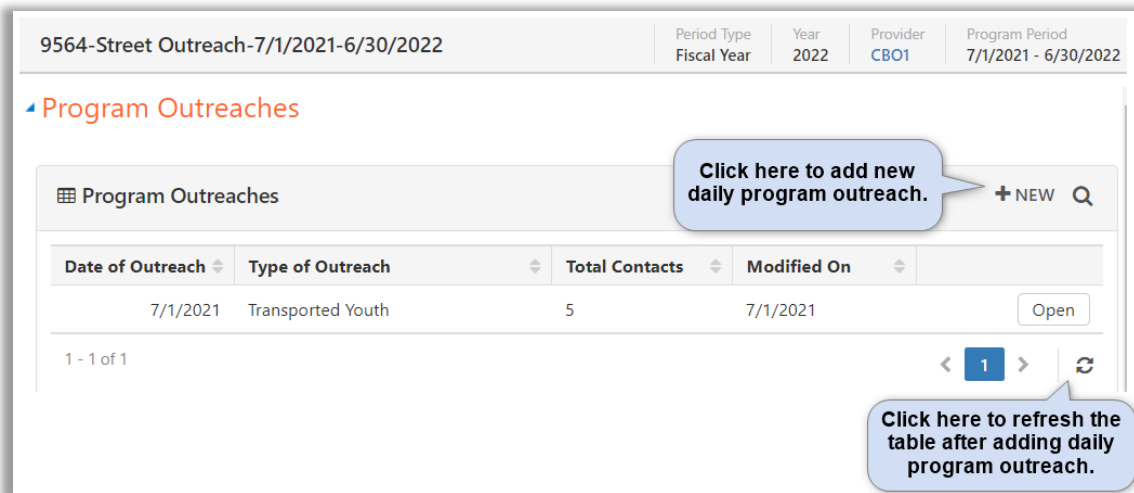 9564-Street Outreach-7/1/2021-6/30/2022
Period Type
Fiscal Year
Year
2022
Provider
CBO1
Program Period
7/1/2021 - 6/30/2022
Program Outreaches
Program Outreaches
Click here to add new
daily program outreach.
+ NEW
Date of Outreach
Type of Outreach
Total Contacts
Modified On
7/1/2021
Transported Youth
5
7/1/2021
Open
1 - 1 of 1
1
Click here to refresh the
table after adding daily
program outreach.